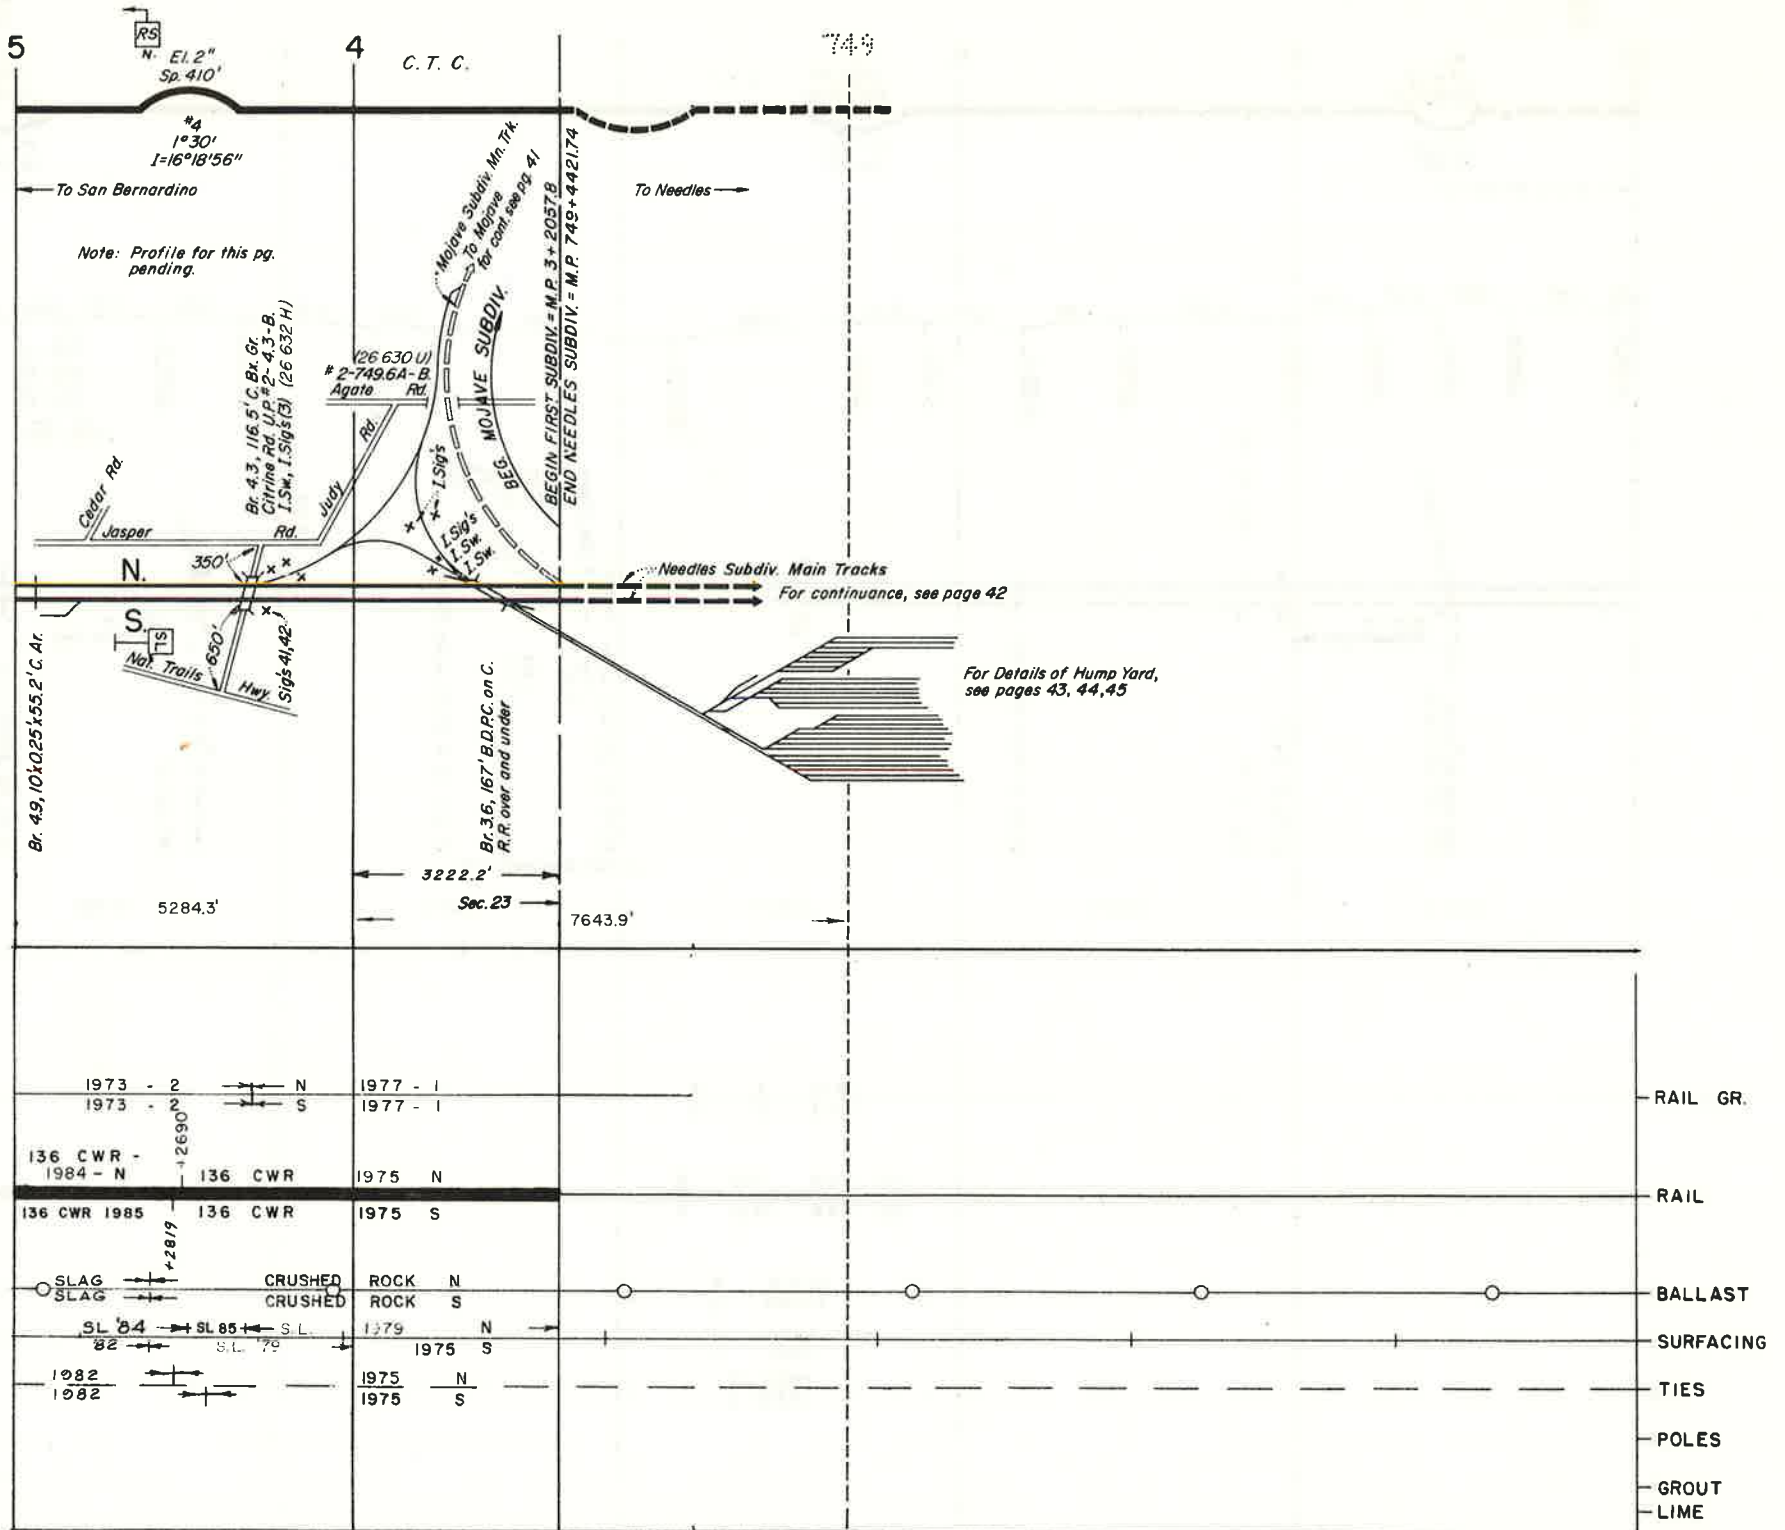 5
RS
N.
El. 2"
Sp. 410'
4
C. T. C.
749
#4
1°30'
I=16°18'56"
To San Bernardino
To Needles
Note: Profile for this pg.
pending.
Mojave Subdiv. Mn. Trk.
To Mojave
for cont. see pg. 41
BEG. MOJAVE SUBDIV.
BEGIN FIRST SUBDIV. = M.P. 3 + 2057.8
END NEEDLES SUBDIV. = M.P. 749+4421.74
Br. 4.3, 116.5' C. Bx. Gr.
Citrine Rd. U.P. #2- 4.3-B.
I.Sw., I.Sigs(3) (26 632 H)
(26 630 U)
# 2-749.6A-B.
Agate Rd.
Judy Rd.
Cedar Rd.
Jasper Rd.
I.Sig's
I.Sig's
I.Sw.
I.Sw.
350'
N.
S.
SL
650'
Nat. Trails Hwy.
Sig's 41,42
Needles Subdiv. Main Tracks
For continuance, see page 42
For Details of Hump Yard,
see pages 43, 44,45
Br. 4.9, 10'x0.25'x55.2' C. Ar.
Br. 3.6, 167' B.D.P.C. on C.
R.R. over and under
3222.2'
Sec. 23
5284.3'
7643.9'
1973 - 2 N 1977 - 1
1973 - 2 S 1977 - 1
RAIL GR.
+2690
136 CWR -
1984 - N 136 CWR 1975 N
RAIL
136 CWR 1985 136 CWR 1975 S
+2819
SLAG CRUSHED ROCK N
SLAG CRUSHED ROCK S
BALLAST
SL '84 SL 85 S.L. 1979 N
'82 S.L. '79 1975 S
SURFACING
1982 1975 N
1982 1975 S
TIES
POLES
GROUT
LIME